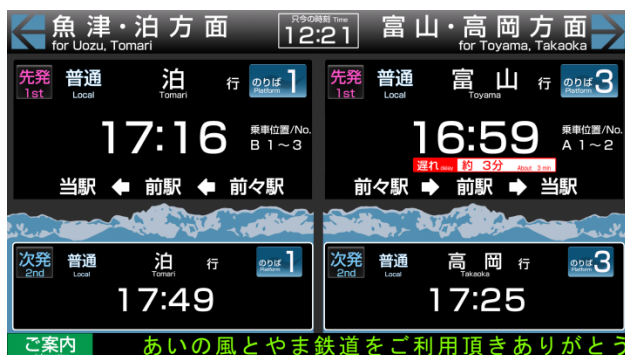 魚津・泊方面
for Uozu, Tomari
只今の時刻 Time
12:21
富山・高岡方面
for Toyama, Takaoka
先発
1st
普通
Local
泊
Tomari
行
のりば
Platform
1
17:16
乗車位置/No.
B 1~3
当駅 ← 前駅 ← 前々駅
先発
1st
普通
Local
富山
Toyama
行
のりば
Platform
3
16:59
乗車位置/No.
A 1~2
遅れ delay 約 3分 About 3 min
前々駅 → 前駅 → 当駅
次発
2nd
普通
Local
泊
Tomari
行
のりば
Platform
1
17:49
次発
2nd
普通
Local
高岡
Takaoka
行
のりば
Platform
3
17:25
ご案内
あいの風とやま鉄道をご利用頂きありがとう